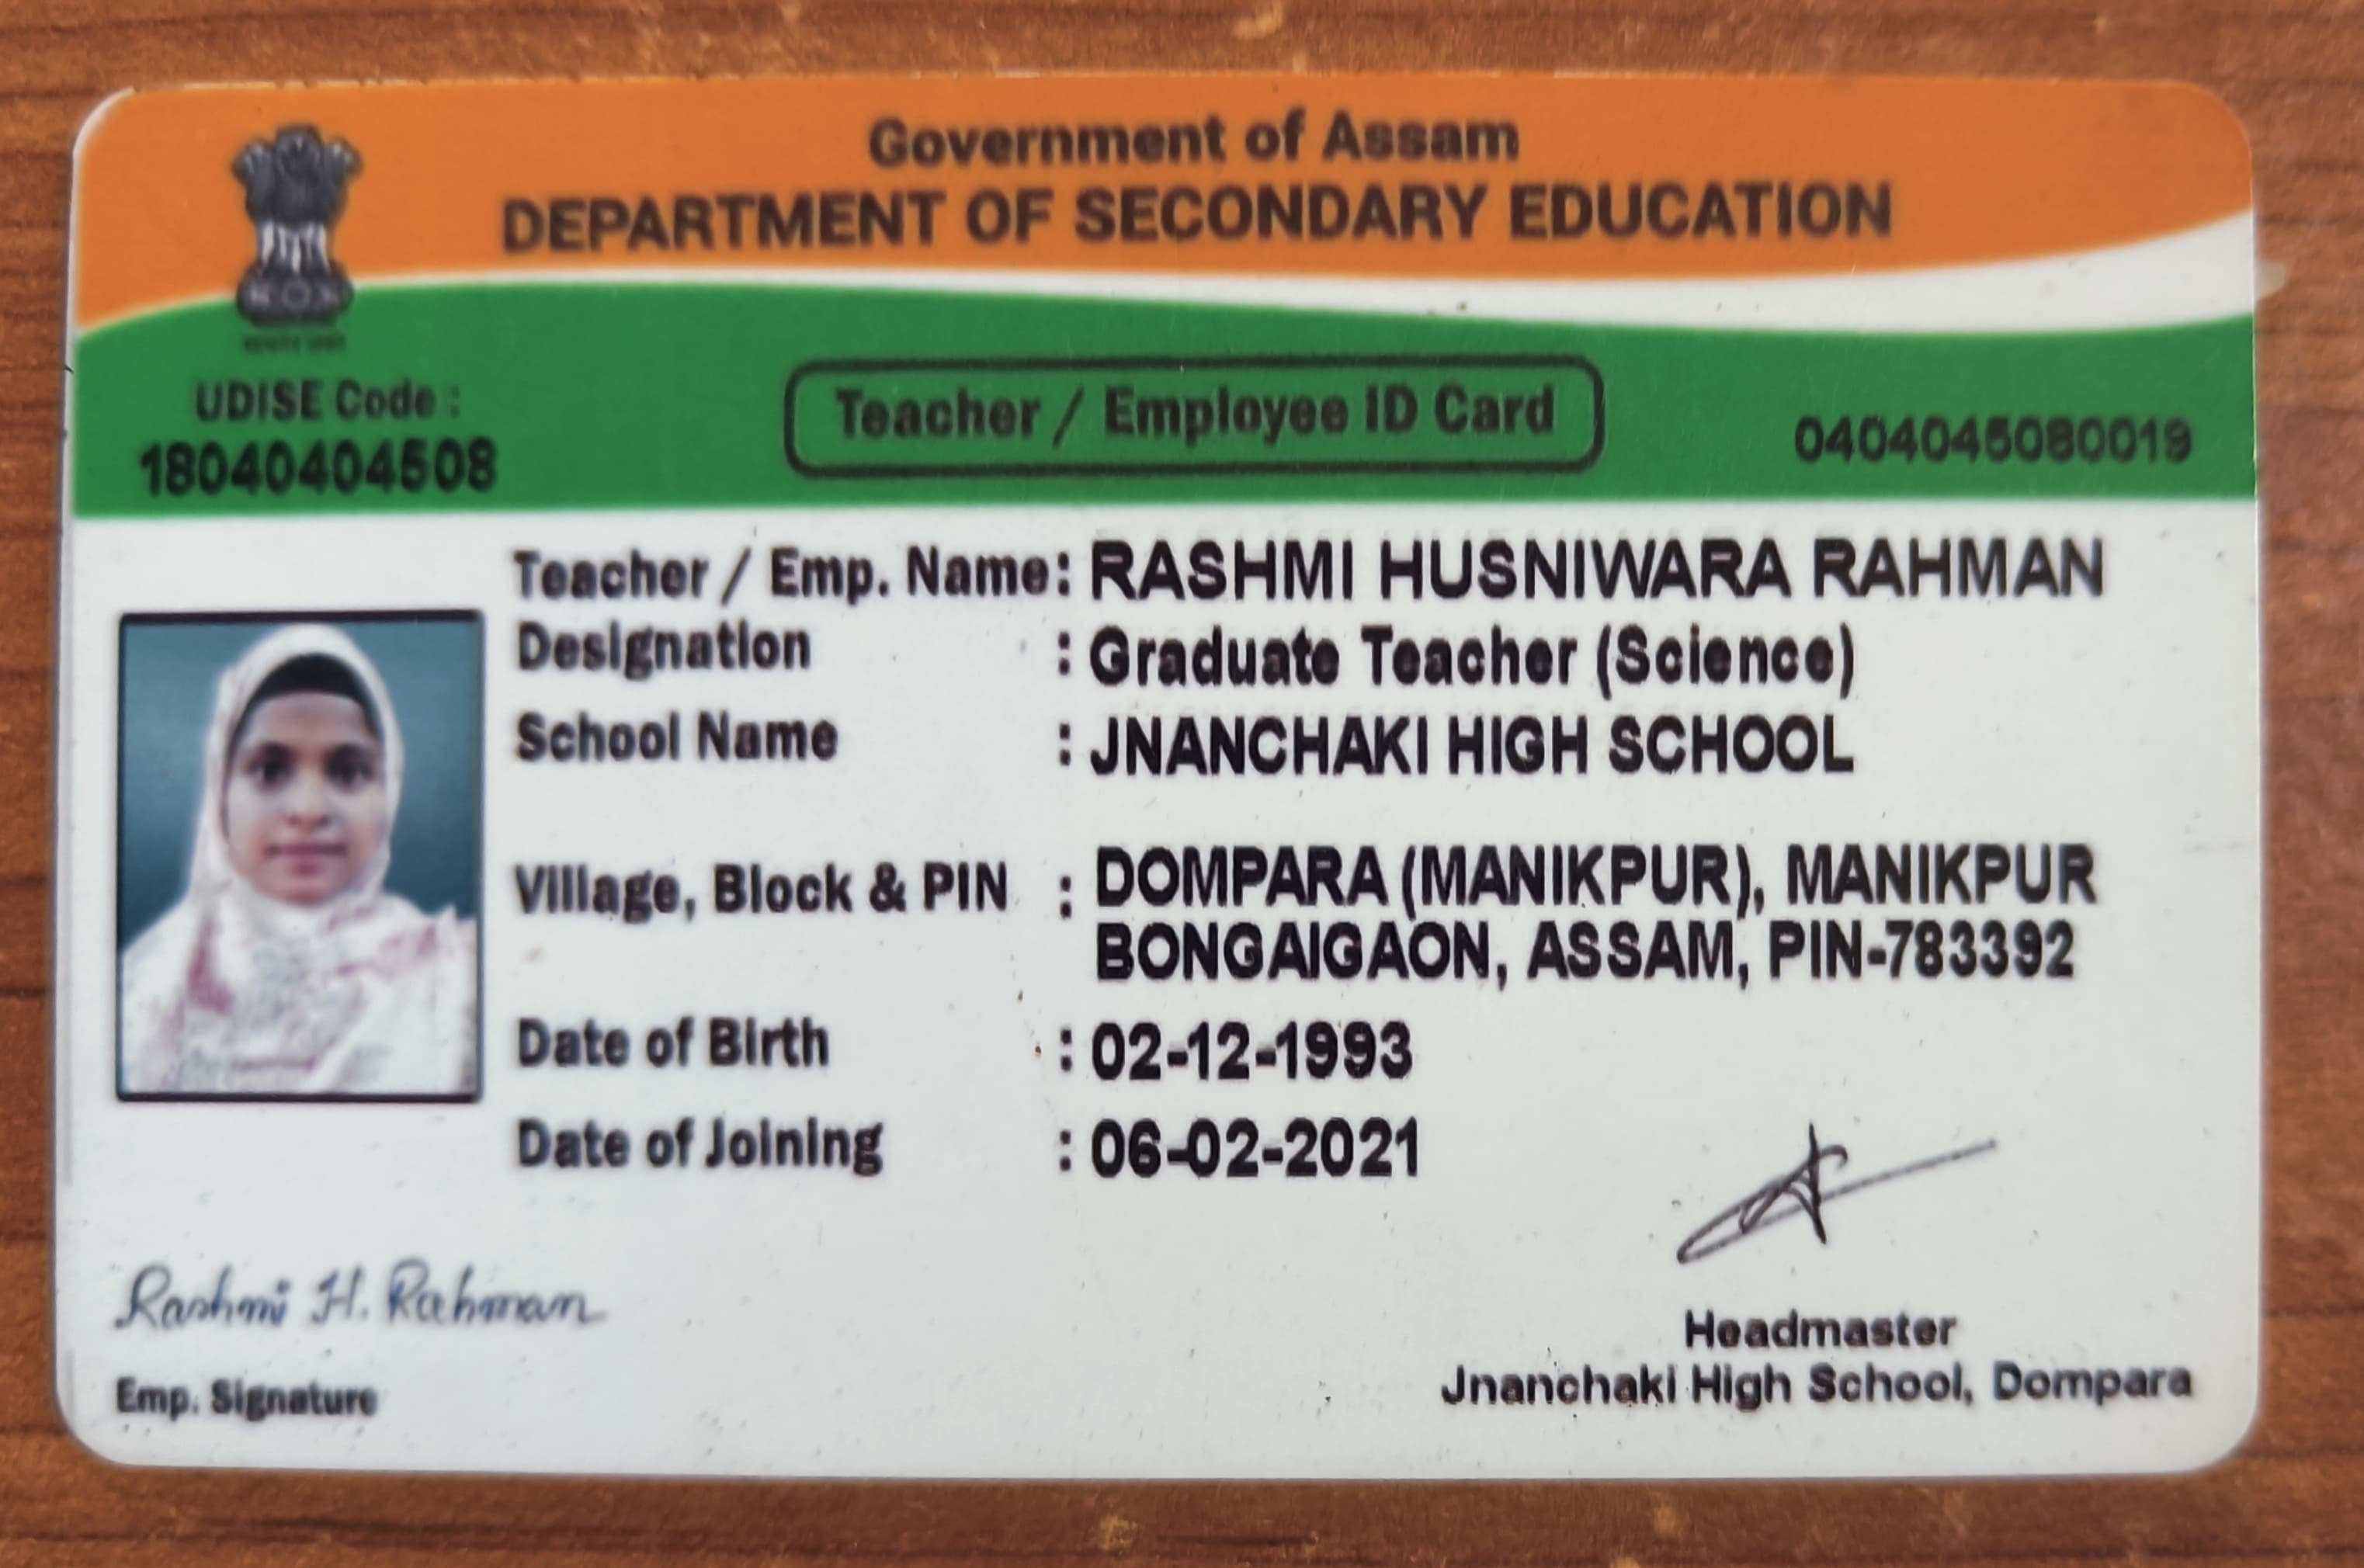 Government of Assam
DEPARTMENT OF SECONDARY EDUCATION
UDISE Code :
18040404508
Teacher / Employee ID Card
0404045080019
Teacher / Emp. Name : RASHMI HUSNIWARA RAHMAN
Designation : Graduate Teacher (Science)
School Name : JNANCHAKI HIGH SCHOOL
Village, Block & PIN : DOMPARA (MANIKPUR), MANIKPUR
BONGAIGAON, ASSAM, PIN-783392
Date of Birth : 02-12-1993
Date of Joining : 06-02-2021
Rashmi H. Rahman
Emp. Signature
Headmaster
Jnanchaki High School, Dompara